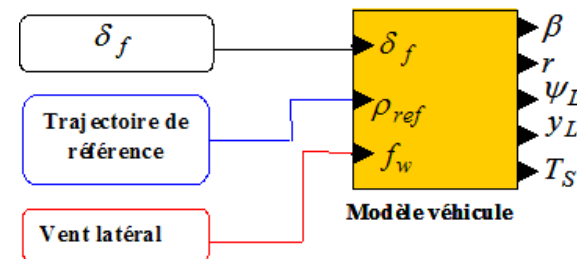 δ_f
Trajectoire de
référence
Vent latéral
δ_f
ρ_ref
f_w
β
r
ψ_L
y_L
T_S
Modèle véhicule